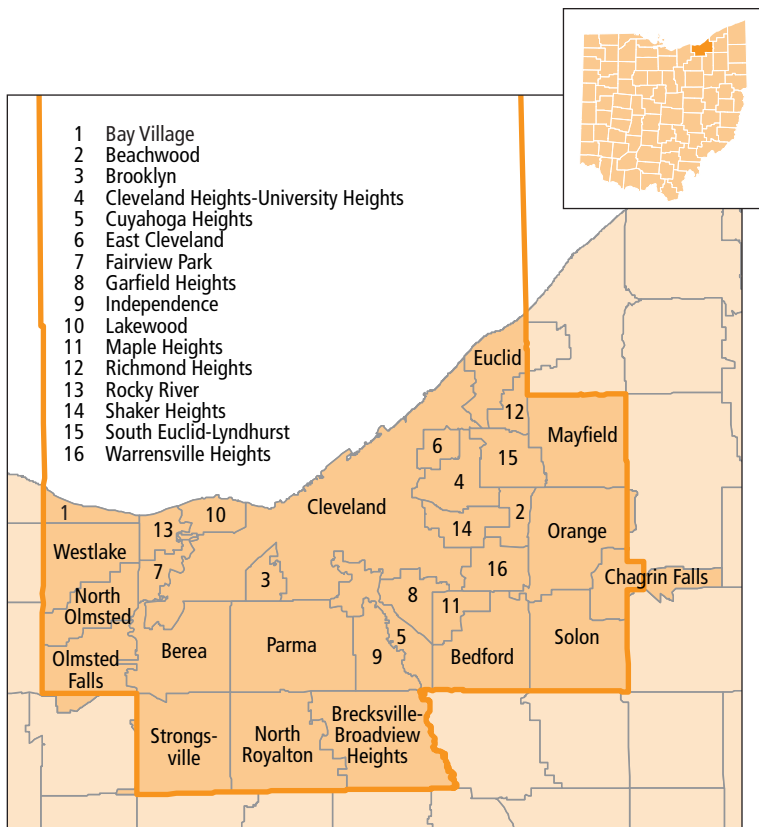 1 Bay Village
2 Beachwood
3 Brooklyn
4 Cleveland Heights-University Heights
5 Cuyahoga Heights
6 East Cleveland
7 Fairview Park
8 Garfield Heights
9 Independence
10 Lakewood
11 Maple Heights
12 Richmond Heights
13 Rocky River
14 Shaker Heights
15 South Euclid-Lyndhurst
16 Warrensville Heights
Euclid
12
Mayfield
6
15
4
Cleveland
1
10
2
13
14
Orange
Westlake
16
7
3
Chagrin Falls
8
North
Olmsted
11
5
Berea
Parma
Solon
9
Bedford
Olmsted
Falls
Strongs-
ville
North
Royalton
Brecksville-
Broadview
Heights